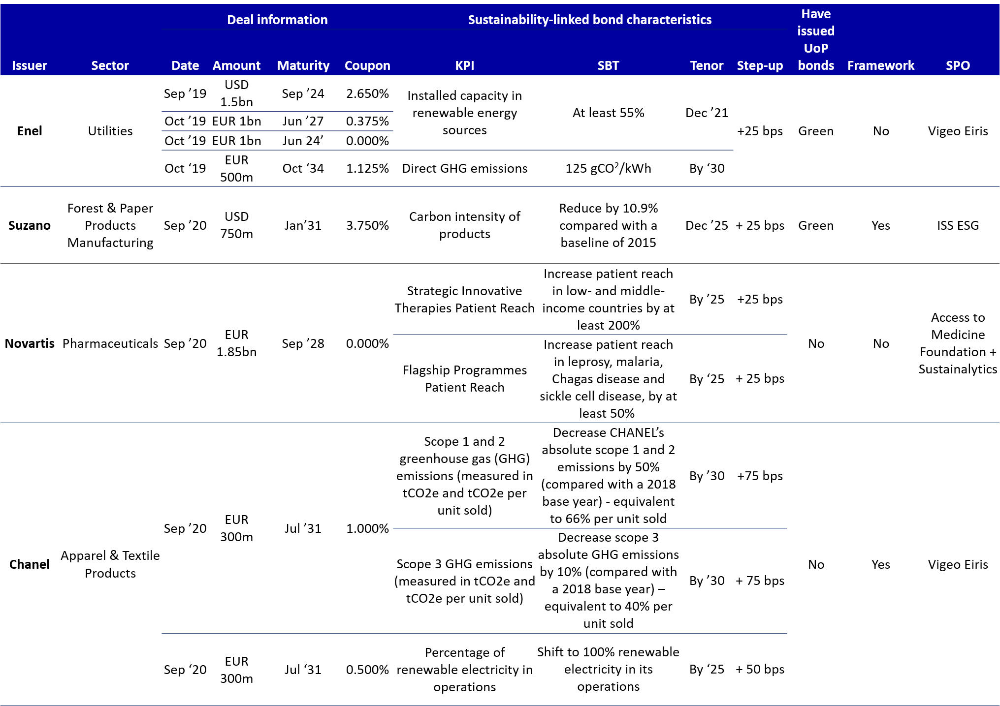 Deal information
Sustainability-linked bond characteristics
Have
issued
UoP
bonds
Issuer
Sector
Date
Amount
Maturity
Coupon
KPI
SBT
Tenor
Step-up
Framework
SPO
Enel
Utilities
Sep ’19
USD
1.5bn
Sep ’24
2.650%
Oct ’19
EUR 1bn
Jun ’27
0.375%
Oct ’19
EUR 1bn
Jun 24’
0.000%
Installed capacity in
renewable energy
sources
At least 55%
Dec ’21
Oct ‘19
EUR
500m
Oct ‘34
1.125%
Direct GHG emissions
125 gCO²/kWh
By ‘30
+25 bps
Green
No
Vigeo Eiris
Suzano
Forest & Paper
Products
Manufacturing
Sep ’20
USD
750m
Jan’31
3.750%
Carbon intensity of
products
Reduce by 10.9%
compared with a
baseline of 2015
Dec ’25
+ 25 bps
Green
Yes
ISS ESG
Novartis
Pharmaceuticals
Sep ’20
EUR
1.85bn
Sep ’28
0.000%
Strategic Innovative
Therapies Patient Reach
Increase patient reach
in low- and middle-
income countries by at
least 200%
By ’25
+25 bps
Flagship Programmes
Patient Reach
Increase patient reach
in leprosy, malaria,
Chagas disease and
sickle cell disease, by at
least 50%
By ‘25
+ 25 bps
No
No
Access to
Medicine
Foundation +
Sustainalytics
Chanel
Apparel & Textile
Products
Sep ’20
EUR
300m
Jul ’31
1.000%
Scope 1 and 2
greenhouse gas (GHG)
emissions (measured in
tCO2e and tCO2e per
unit sold)
Decrease CHANEL’s
absolute scope 1 and 2
emissions by 50%
(compared with a 2018
base year) - equivalent
to 66% per unit sold
By ’30
+75 bps
Scope 3 GHG emissions
(measured in tCO2e and
tCO2e per unit sold)
Decrease scope 3
absolute GHG emissions
by 10% (compared with
a 2018 base year) –
equivalent to 40% per
unit sold
By ’30
+ 75 bps
Sep ‘20
EUR
300m
Jul ‘31
0.500%
Percentage of
renewable electricity in
operations
Shift to 100% renewable
electricity in its
operations
By ‘25
+ 50 bps
No
Yes
Vigeo Eiris